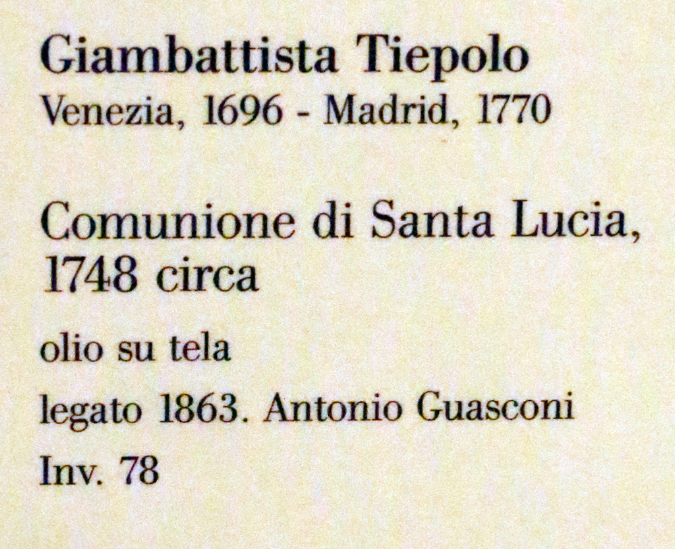 Giambattista Tiepolo
Venezia, 1696 - Madrid, 1770
Comunione di Santa Lucia,
1748 circa
olio su tela
legato 1863. Antonio Guasconi
Inv. 78